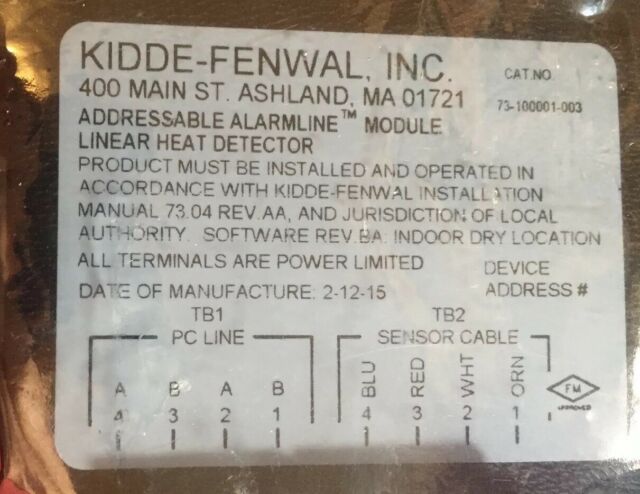 KIDDE-FENWAL, INC.
400 MAIN ST. ASHLAND, MA 01721
CAT.NO
73-100001-003
ADDRESSABLE ALARMLINE™ MODULE
LINEAR HEAT DETECTOR
PRODUCT MUST BE INSTALLED AND OPERATED IN
ACCORDANCE WITH KIDDE-FENWAL INSTALLATION
MANUAL 73.04 REV.AA, AND JURISDICTION OF LOCAL
AUTHORITY. SOFTWARE REV.BA: INDOOR DRY LOCATION
ALL TERMINALS ARE POWER LIMITED
DATE OF MANUFACTURE: 2-12-15
DEVICE
ADDRESS #
TB1
PC LINE
A B A B
4 3 2 1
TB2
SENSOR CABLE
BLU RED WHT ORN
4 3 2 1
FM
APPROVED